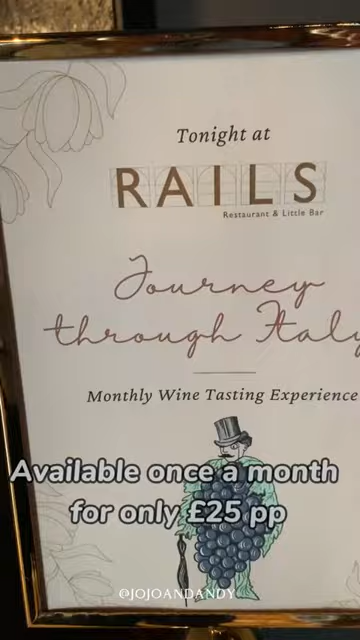 Tonight at
RAILS
Restaurant & Little Bar
Journey
through Italy
Monthly Wine Tasting Experience
Available once a month
for only £25 pp
@JOJOANDANDY